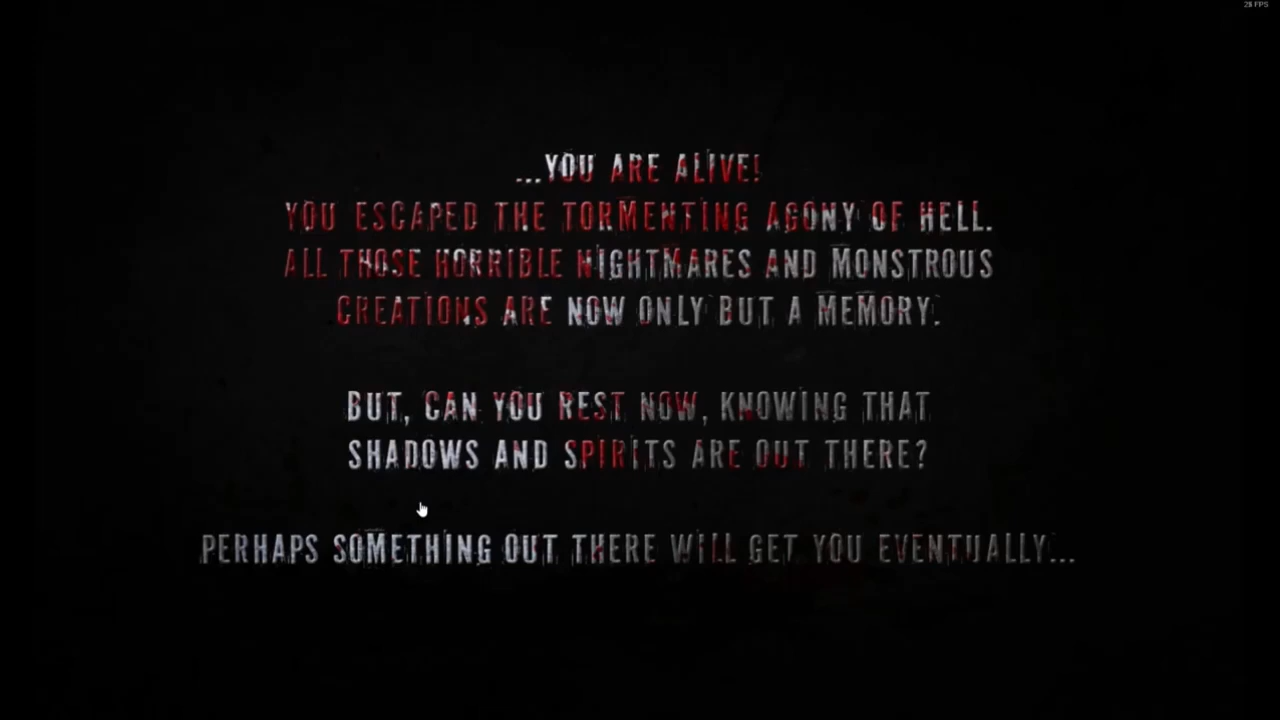 28 FPS
...YOU ARE ALIVE!
YOU ESCAPED THE TORMENTING AGONY OF HELL.
ALL THOSE HORRIBLE NIGHTMARES AND MONSTROUS
CREATIONS ARE NOW ONLY BUT A MEMORY.
BUT, CAN YOU REST NOW, KNOWING THAT
SHADOWS AND SPIRITS ARE OUT THERE?
PERHAPS SOMETHING OUT THERE WILL GET YOU EVENTUALLY...